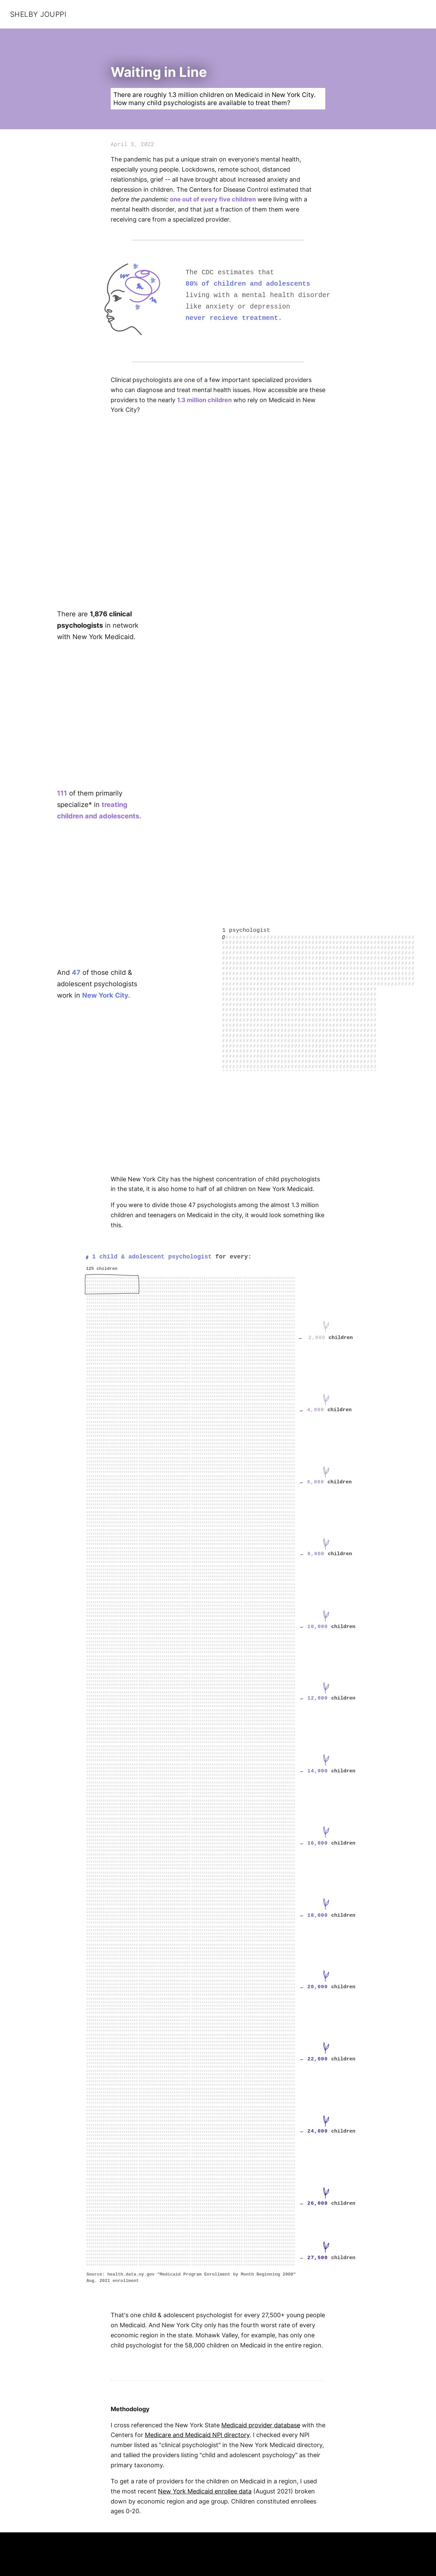 SHELBY JOUPPI
Waiting in Line
There are roughly 1.3 million children on Medicaid in New York City.
How many child psychologists are available to treat them?
April 3, 2022
The pandemic has put a unique strain on everyone's mental health,
especially young people. Lockdowns, remote school, distanced
relationships, grief -- all have brought about increased anxiety and
depression in children. The Centers for Disease Control estimated that
before the pandemic one out of every five children were living with a
mental health disorder, and that just a fraction of them them were
receiving care from a specialized provider.
The CDC estimates that
80% of children and adolescents
living with a mental health disorder
like anxiety or depression
never recieve treatment.
Clinical psychologists are one of a few important specialized providers
who can diagnose and treat mental health issues. How accessible are these
providers to the nearly 1.3 million children who rely on Medicaid in New
York City?
There are 1,876 clinical
psychologists in network
with New York Medicaid.
111 of them primarily
specialize* in treating
children and adolescents.
1 psychologist
And 47 of those child &
adolescent psychologists
work in New York City.
While New York City has the highest concentration of child psychologists
in the state, it is also home to half of all children on New York Medicaid.
If you were to divide those 47 psychologists among the almost 1.3 million
children and teenagers on Medicaid in the city, it would look something like
this.
1 child & adolescent psychologist for every:
125 children
2,000 children
4,000 children
6,000 children
8,000 children
10,000 children
12,000 children
14,000 children
16,000 children
18,000 children
20,000 children
22,000 children
24,000 children
26,000 children
27,500 children
Source: health.data.ny.gov "Medicaid Program Enrollment by Month Beginning 2009"
Aug. 2021 enrollment
That's one child & adolescent psychologist for every 27,500+ young people
on Medicaid. And New York City only has the fourth worst rate of every
economic region in the state. Mohawk Valley, for example, has only one
child psychologist for the 58,000 children on Medicaid in the entire region.
Methodology
I cross referenced the New York State Medicaid provider database with the
Centers for Medicare and Medicaid NPI directory. I checked every NPI
number listed as "clinical psychologist" in the New York Medicaid directory,
and tallied the providers listing "child and adolescent psychology" as their
primary taxonomy.
To get a rate of providers for the children on Medicaid in a region, I used
the most recent New York Medicaid enrollee data (August 2021) broken
down by economic region and age group. Children constituted enrollees
ages 0-20.